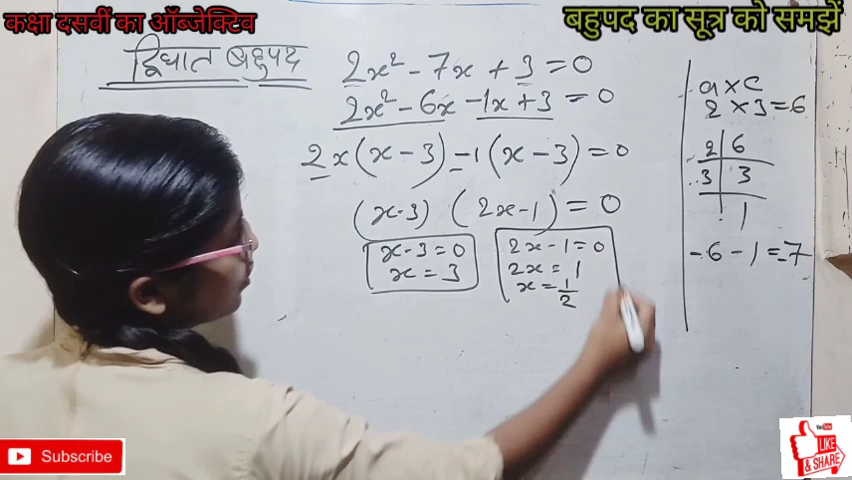 कक्षा दसवीं का ऑब्जेक्टिव
बहुपद का सूत्र को समझें
द्विघात बहुपद
2x² - 7x + 3 = 0
2x² - 6x - 1x + 3 = 0
2x(x - 3) - 1(x - 3) = 0
(x - 3) (2x - 1) = 0
x - 3 = 0
x = 3
2x - 1 = 0
2x = 1
x = 1/2
a × c
2 × 3 = 6
2 | 6
3 | 3
1
- 6 - 1 = -7
Subscribe
YouTube
LIKE
& SHARE